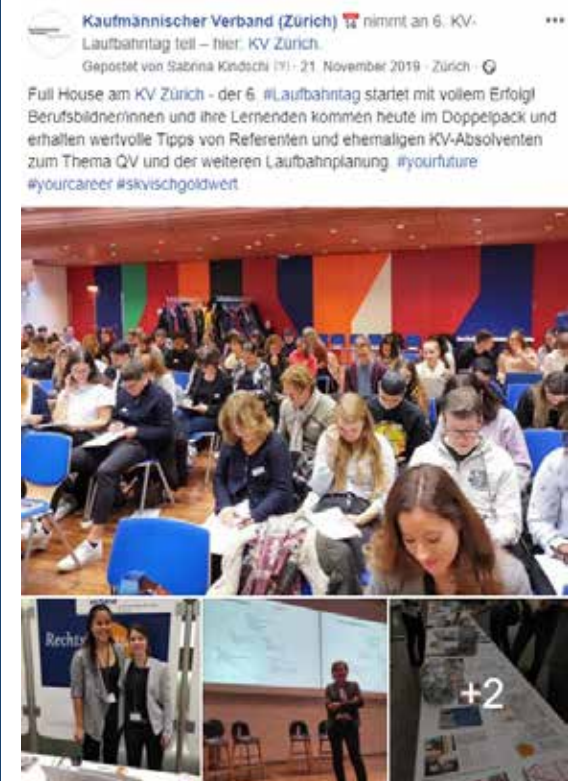 Kaufmännischer Verband (Zürich) 📅 nimmt an 6. KV-
Laufbahntag teil – hier: KV Zürich.
Gepostet von Sabrina Kindschi [?] · 21. November 2019 · Zürich ·
Full House am KV Zürich - der 6. #Laufbahntag startet mit vollem Erfolg!
Berufsbildner/innen und ihre Lernenden kommen heute im Doppelpack und
erhalten wertvolle Tipps von Referenten und ehemaligen KV-Absolventen
zum Thema QV und der weiteren Laufbahnplanung. #yourfuture
#yourcareer #skvischgoldwert
Rechts
+2